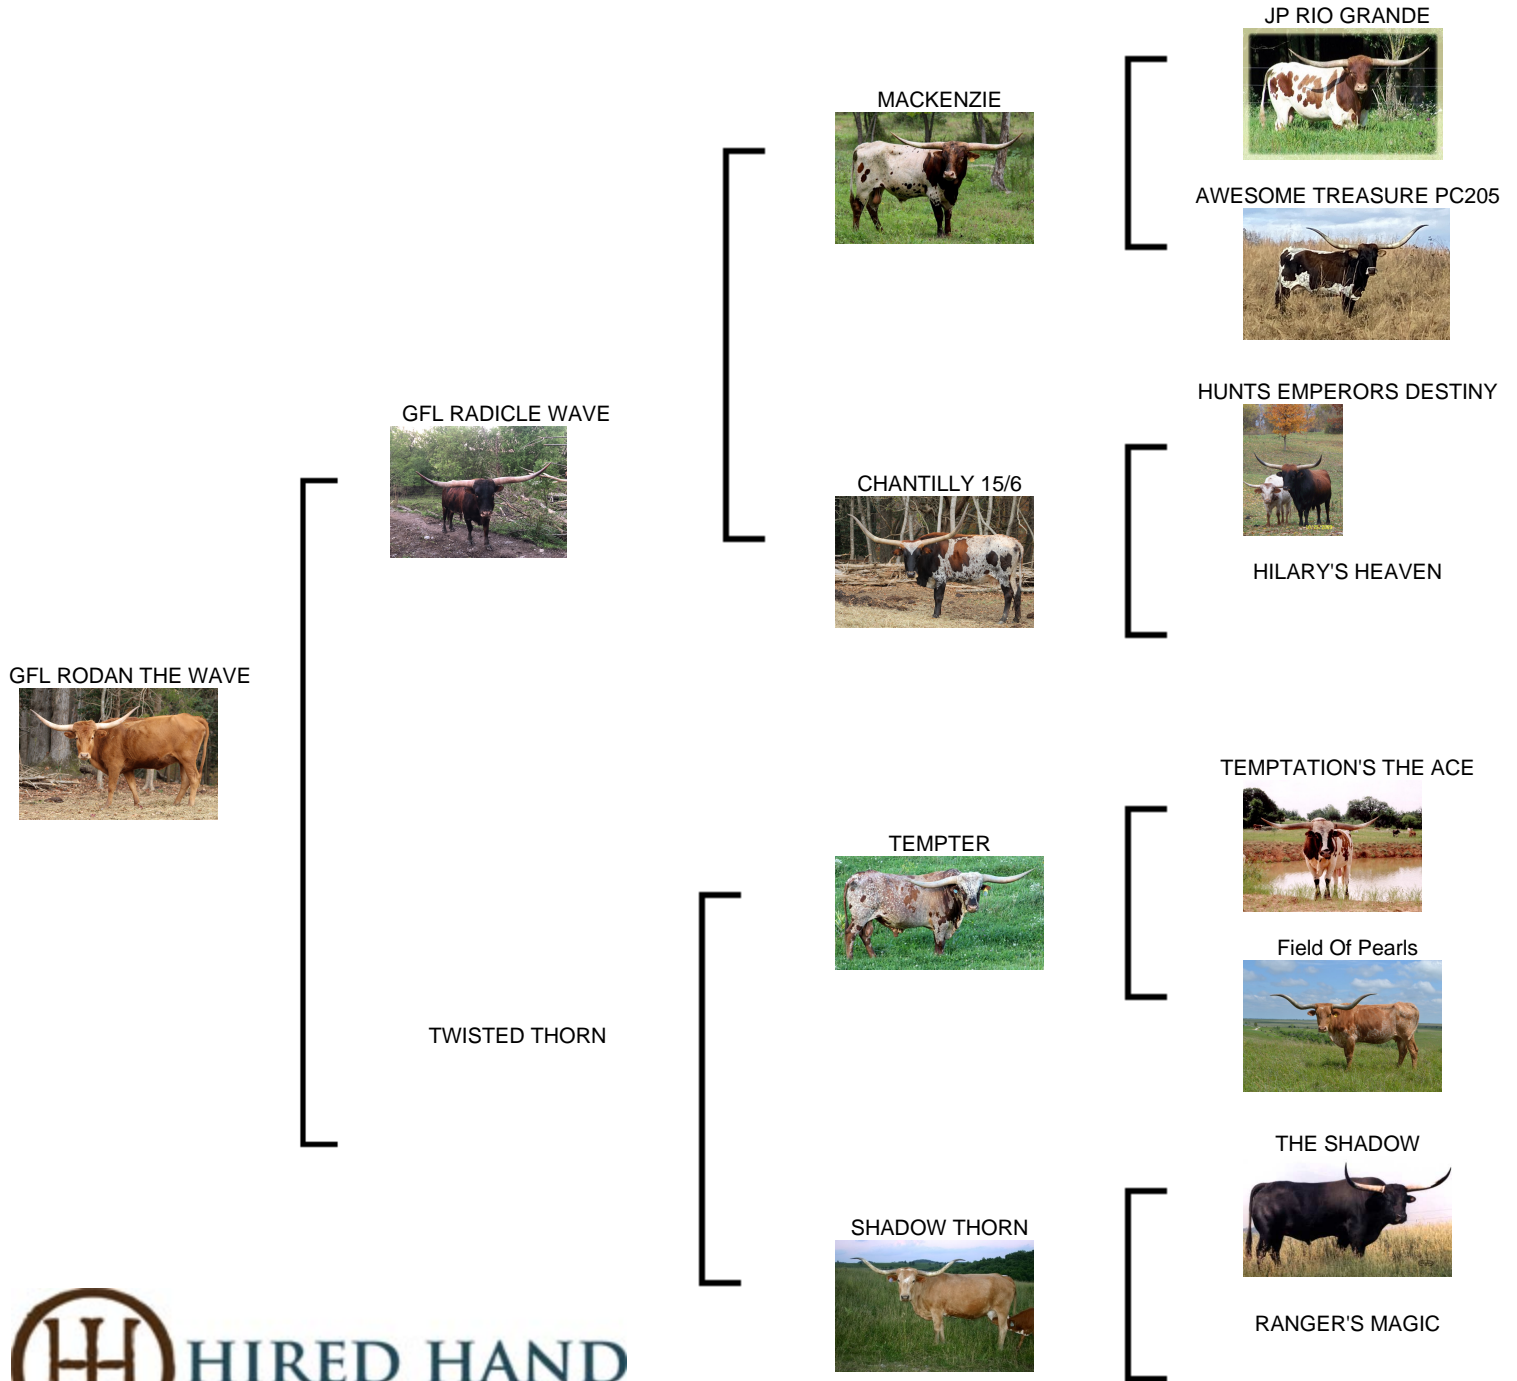 JP RIO GRANDE
MACKENZIE
AWESOME TREASURE PC205
GFL RADICLE WAVE
HUNTS EMPERORS DESTINY
CHANTILLY 15/6
HILARY'S HEAVEN
GFL RODAN THE WAVE
TEMPTATION'S THE ACE
TEMPTER
Field Of Pearls
TWISTED THORN
THE SHADOW
SHADOW THORN
RANGER'S MAGIC
HIRED HAND